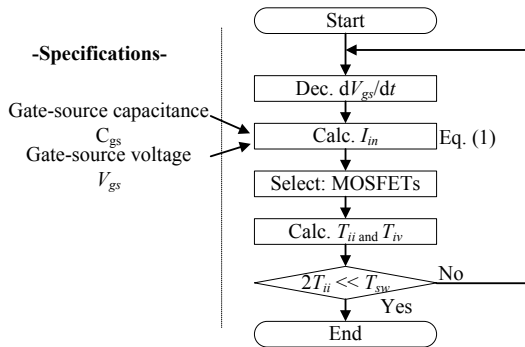 Start
-Specifications-
Dec. dVgs/dt
Gate-source capacitance
Cgs
Calc. Iin
Eq. (1)
Gate-source voltage
Vgs
Select: MOSFETs
Calc. Tii and Tiv
2Tii << Tsw
No
Yes
End